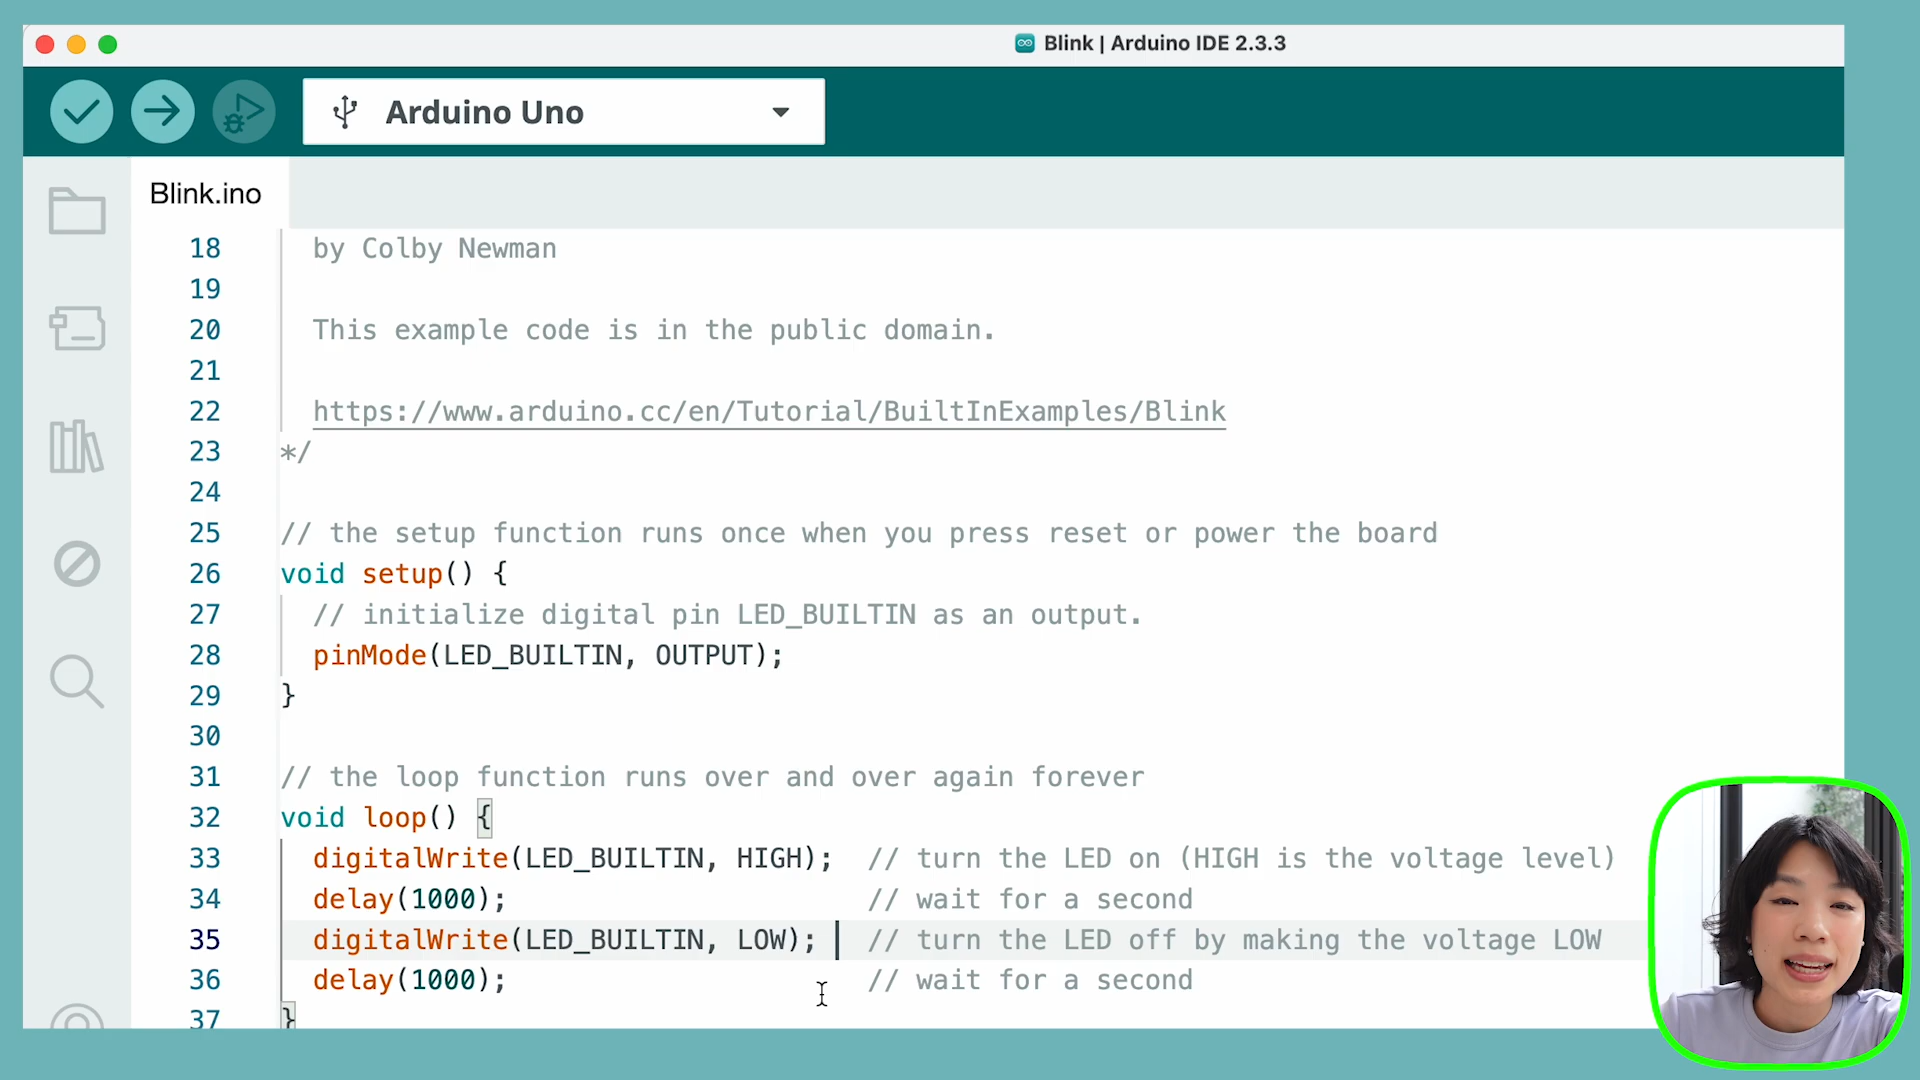 Blink | Arduino IDE 2.3.3
Arduino Uno
Blink.ino
18 by Colby Newman
19
20 This example code is in the public domain.
21
22 https://www.arduino.cc/en/Tutorial/BuiltInExamples/Blink
23 */
24
25 // the setup function runs once when you press reset or power the board
26 void setup() {
27 // initialize digital pin LED_BUILTIN as an output.
28 pinMode(LED_BUILTIN, OUTPUT);
29 }
30
31 // the loop function runs over and over again forever
32 void loop() {
33 digitalWrite(LED_BUILTIN, HIGH); // turn the LED on (HIGH is the voltage level)
34 delay(1000); // wait for a second
35 digitalWrite(LED_BUILTIN, LOW); // turn the LED off by making the voltage LOW
36 delay(1000); // wait for a second
37 }